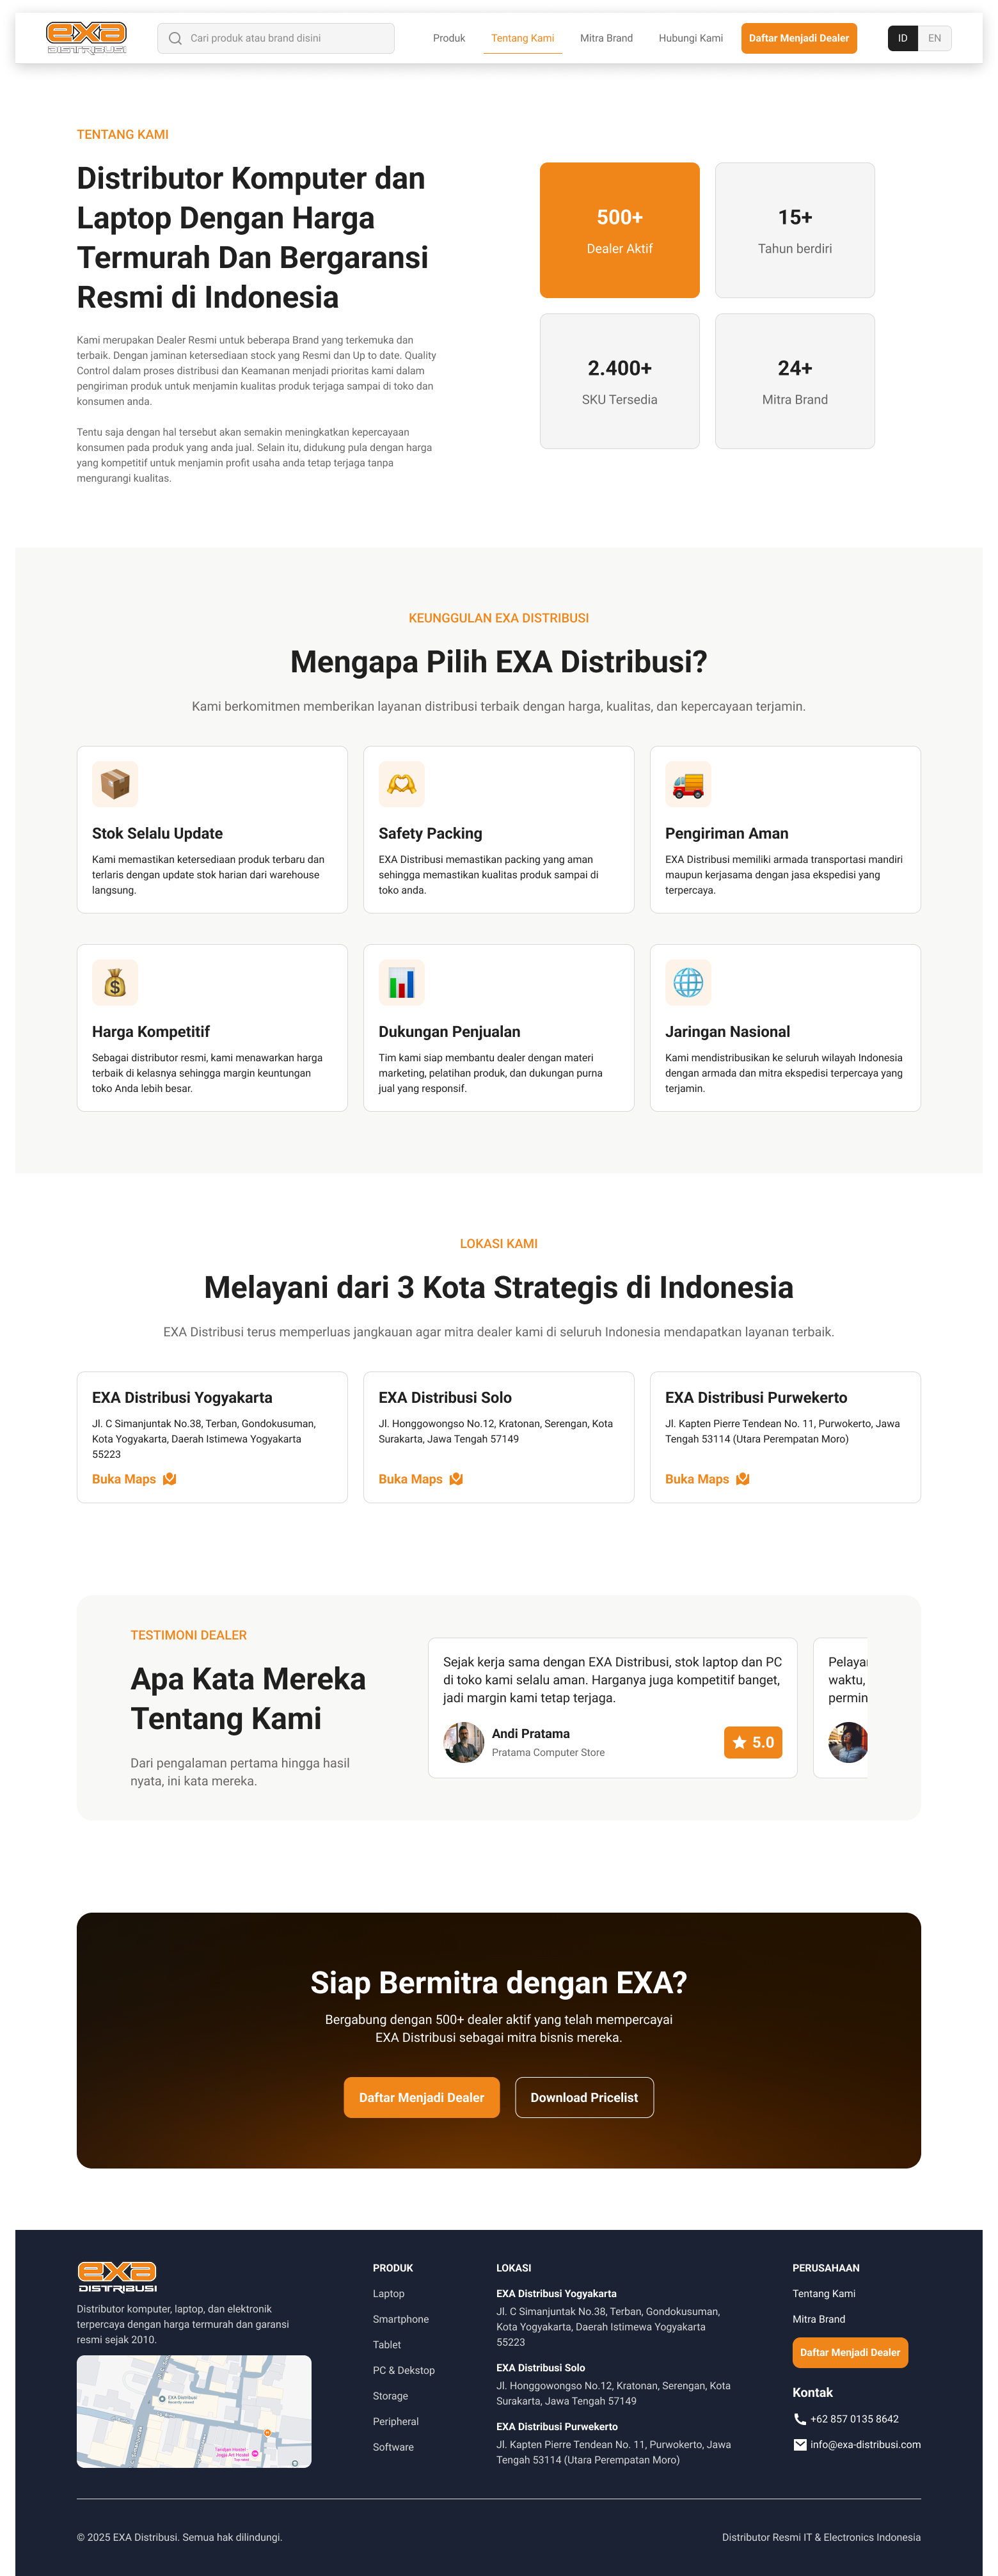 exa
DISTRIBUSI
Cari produk atau brand disini
Produk
Tentang Kami
Mitra Brand
Hubungi Kami
Daftar Menjadi Dealer
ID
EN
TENTANG KAMI
Distributor Komputer dan
Laptop Dengan Harga
Termurah Dan Bergaransi
Resmi di Indonesia
Kami merupakan Dealer Resmi untuk beberapa Brand yang terkemuka dan
terbaik. Dengan jaminan ketersediaan stock yang Resmi dan Up to date. Quality
Control dalam proses distribusi dan Keamanan menjadi prioritas kami dalam
pengiriman produk untuk menjamin kualitas produk terjaga sampai di toko dan
konsumen anda.
Tentu saja dengan hal tersebut akan semakin meningkatkan kepercayaan
konsumen pada produk yang anda jual. Selain itu, didukung pula dengan harga
yang kompetitif untuk menjamin profit usaha anda tetap terjaga tanpa
mengurangi kualitas.
500+
Dealer Aktif
15+
Tahun berdiri
2.400+
SKU Tersedia
24+
Mitra Brand
KEUNGGULAN EXA DISTRIBUSI
Mengapa Pilih EXA Distribusi?
Kami berkomitmen memberikan layanan distribusi terbaik dengan harga, kualitas, dan kepercayaan terjamin.
Stok Selalu Update
Kami memastikan ketersediaan produk terbaru dan
terlaris dengan update stok harian dari warehouse
langsung.
Safety Packing
EXA Distribusi memastikan packing yang aman
sehingga memastikan kualitas produk sampai di
toko anda.
Pengiriman Aman
EXA Distribusi memiliki armada transportasi mandiri
maupun kerjasama dengan jasa ekspedisi yang
terpercaya.
Harga Kompetitif
Sebagai distributor resmi, kami menawarkan harga
terbaik di kelasnya sehingga margin keuntungan
toko Anda lebih besar.
Dukungan Penjualan
Tim kami siap membantu dealer dengan materi
marketing, pelatihan produk, dan dukungan purna
jual yang responsif.
Jaringan Nasional
Kami mendistribusikan ke seluruh wilayah Indonesia
dengan armada dan mitra ekspedisi terpercaya yang
terjamin.
LOKASI KAMI
Melayani dari 3 Kota Strategis di Indonesia
EXA Distribusi terus memperluas jangkauan agar mitra dealer kami di seluruh Indonesia mendapatkan layanan terbaik.
EXA Distribusi Yogyakarta
Jl. C Simanjuntak No.38, Terban, Gondokusuman,
Kota Yogyakarta, Daerah Istimewa Yogyakarta
55223
Buka Maps
EXA Distribusi Solo
Jl. Honggowongso No.12, Kratonan, Serengan, Kota
Surakarta, Jawa Tengah 57149
Buka Maps
EXA Distribusi Purwekerto
Jl. Kapten Pierre Tendean No. 11, Purwokerto, Jawa
Tengah 53114 (Utara Perempatan Moro)
Buka Maps
TESTIMONI DEALER
Apa Kata Mereka
Tentang Kami
Dari pengalaman pertama hingga hasil
nyata, ini kata mereka.
Sejak kerja sama dengan EXA Distribusi, stok laptop dan PC
di toko kami selalu aman. Harganya juga kompetitif banget,
jadi margin kami tetap terjaga.
Andi Pratama
Pratama Computer Store
5.0
Pelayan
waktu,
permin
Siap Bermitra dengan EXA?
Bergabung dengan 500+ dealer aktif yang telah mempercayai
EXA Distribusi sebagai mitra bisnis mereka.
Daftar Menjadi Dealer
Download Pricelist
exa
DISTRIBUSI
Distributor komputer, laptop, dan elektronik
terpercaya dengan harga termurah dan garansi
resmi sejak 2010.
EXA Distribusi
Recently viewed
PRODUK
Laptop
Smartphone
Tablet
PC & Dekstop
Storage
Peripheral
Software
LOKASI
EXA Distribusi Yogyakarta
Jl. C Simanjuntak No.38, Terban, Gondokusuman,
Kota Yogyakarta, Daerah Istimewa Yogyakarta
55223
EXA Distribusi Solo
Jl. Honggowongso No.12, Kratonan, Serengan, Kota
Surakarta, Jawa Tengah 57149
EXA Distribusi Purwekerto
Jl. Kapten Pierre Tendean No. 11, Purwokerto, Jawa
Tengah 53114 (Utara Perempatan Moro)
PERUSAHAAN
Tentang Kami
Mitra Brand
Daftar Menjadi Dealer
Kontak
+62 857 0135 8642
info@exa-distribusi.com
© 2025 EXA Distribusi. Semua hak dilindungi.
Distributor Resmi IT & Electronics Indonesia